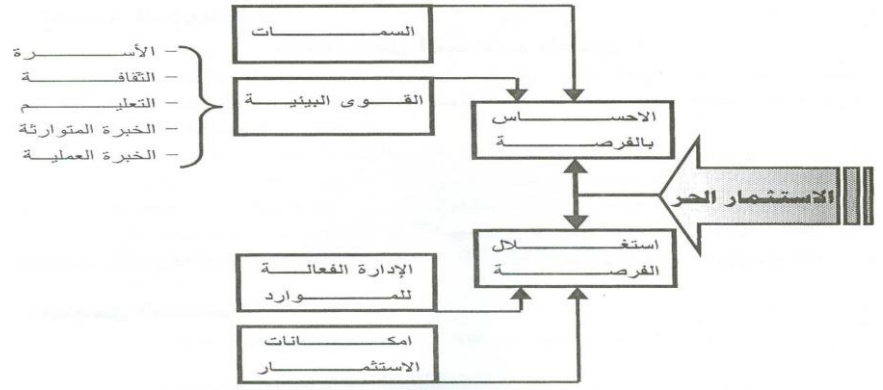 السمات
– الأسرة
– الثقافة
– التعليم
– الخبرة المتوارثة
– الخبرة العملية
القوى البينية
الاحساس
بالفرصة
الاستثمار الحر
استغلال
الفرصة
الإدارة الفعالة
للموارد
امكانات
الاستثمار